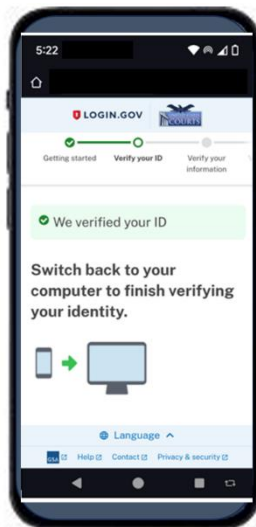 5:22
LOGIN.GOV
COURTS
Getting started
Verify your ID
Verify your
information
We verified your ID
Switch back to your
computer to finish verifying
your identity.
Language
GSA Help Contact Privacy & security